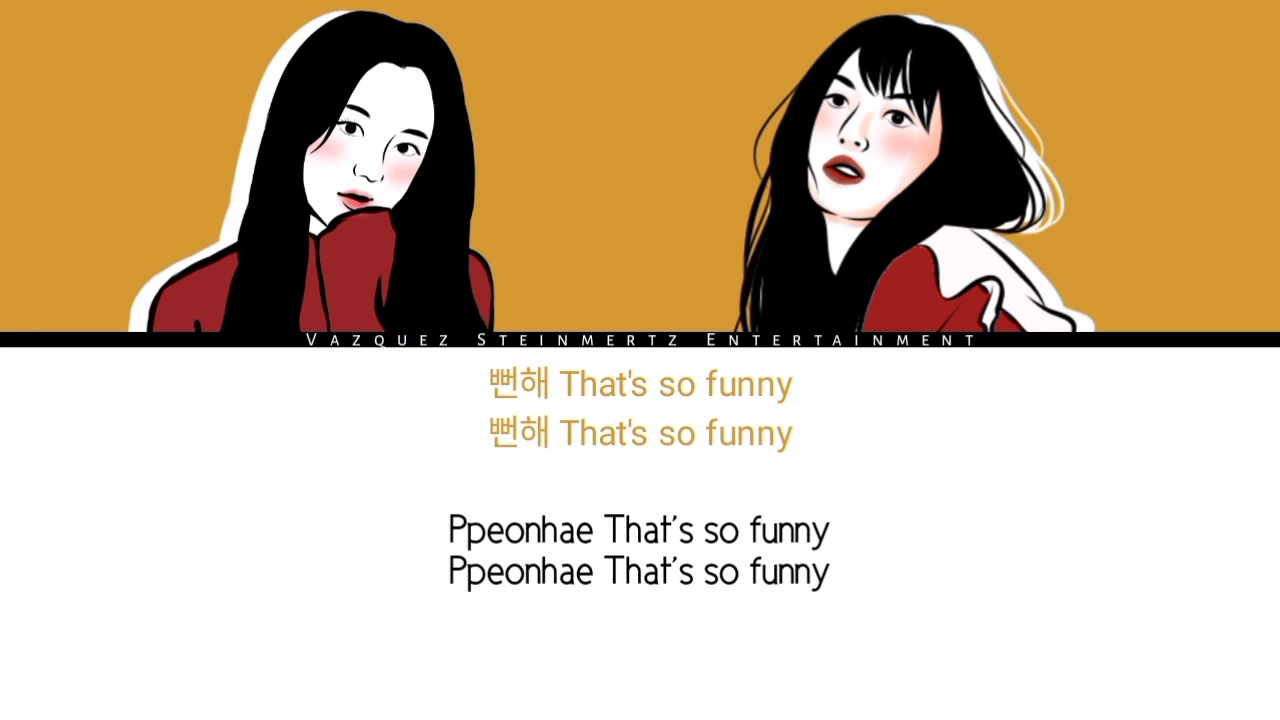 Vazquez Steinmertz Entertainment
뻔해 That's so funny
뻔해 That's so funny
Ppeonhae That's so funny
Ppeonhae That's so funny